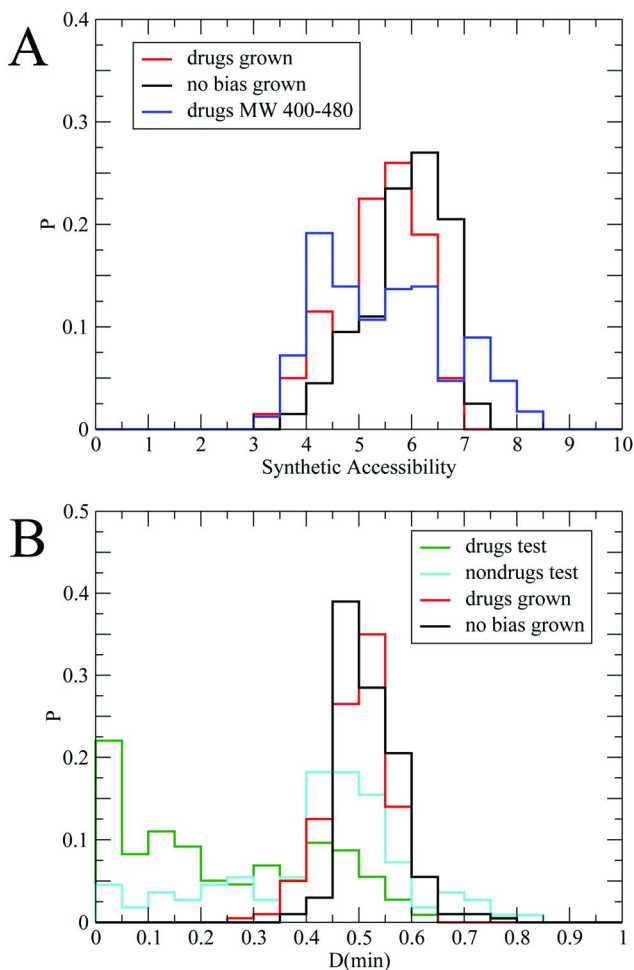 A
0.4
drugs grown
no bias grown
drugs MW 400-480
0.3
P
0.2
0.1
0
0 1 2 3 4 5 6 7 8 9 10
Synthetic Accessibility
B
0.5
drugs test
nondrugs test
drugs grown
no bias grown
0.4
0.3
P
0.2
0.1
0
0 0.1 0.2 0.3 0.4 0.5 0.6 0.7 0.8 0.9 1
D(min)